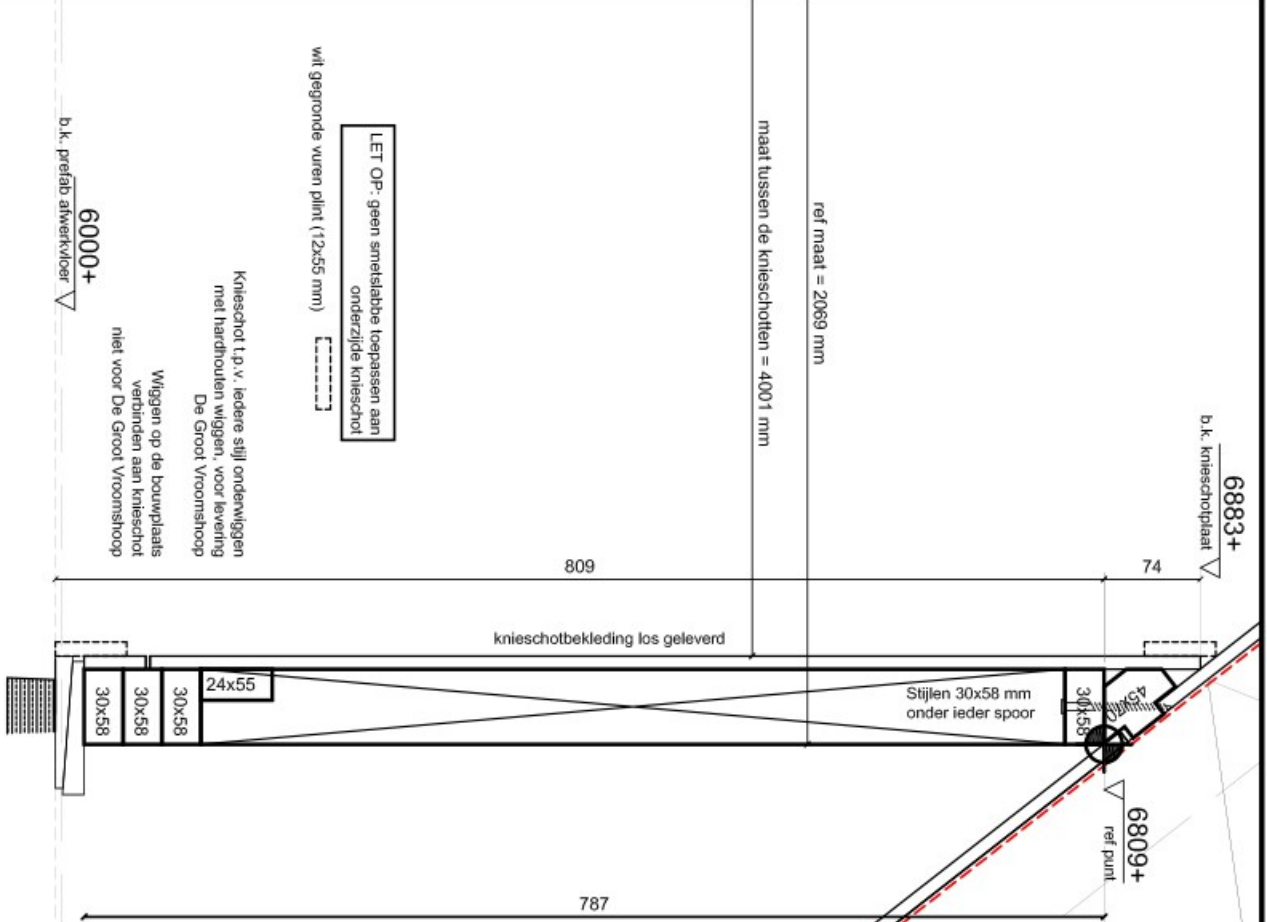 6883+
b.k. knieschotplaat
ref maat = 2069 mm
maat tussen de knieschotten = 4001 mm
LET OP: geen smetslabbe toepassen aan
onderzijde knieschot
wit gegronde vuren plint (12x55 mm)
Knieschot t.p.v. iedere stijl onderwiggen
met hardhouten wiggen, voor levering
De Groot Vroomshoop
Wiggen op de bouwplaats
verbinden aan knieschot
niet voor De Groot Vroomshoop
6000+
b.k. prefab afwerkvloer
809
74
knieschotbekleding los geleverd
24x55
30x58
30x58
30x58
Stijlen 30x58 mm
onder ieder spoor
30x58
45x70
6809+
ref punt
787